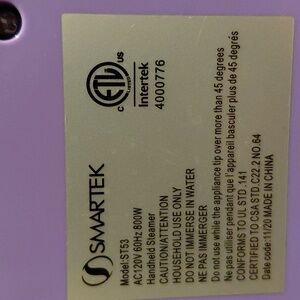 SMARTEK
Model:ST53
AC120V 60Hz 800W
Handheld Steamer
CAUTION/ATTENTION
HOUSEHOLD USE ONLY
DO NOT IMMERSE IN WATER
NE PAS IMMERGER
Do not use while the appliance tip over more than 45 degrees
Ne pas utiliser pendant que l'appareil basculer plus de 45 degrés
CONFORMS TO UL STD .141
CERTIFIED TO CSA STD.C22.2 NO.64
Date code: 1120 MADE IN CHINA
C ETL US
Intertek
4000776